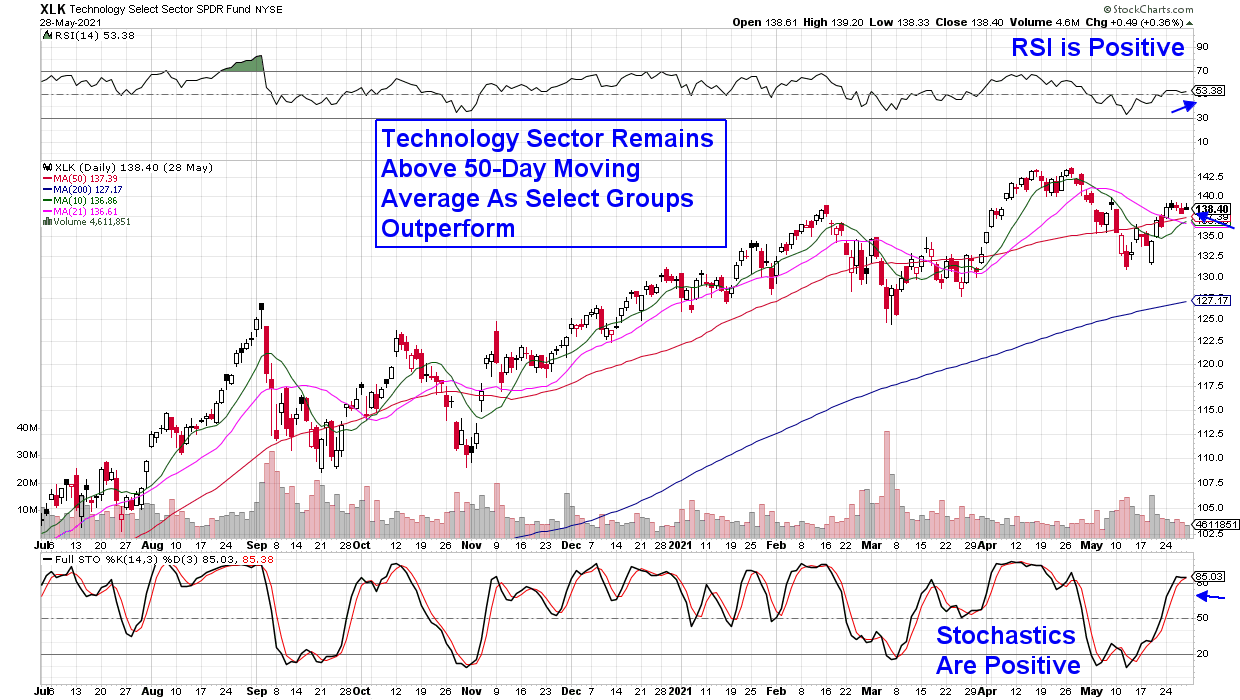 XLK Technology Select Sector SPDR Fund NYSE
© StockCharts.com
28-May-2021
Open 138.61 High 139.20 Low 138.33 Close 138.40 Volume 4.6M Chg +0.49 (+0.36%)
RSI(14) 53.38
RSI is Positive
90
70
53.38
30
10
Technology Sector Remains
Above 50-Day Moving
Average As Select Groups
Outperform
XLK (Daily) 138.40 (28 May)
MA(50) 137.39
MA(200) 127.17
MA(10) 136.86
MA(21) 136.61
Volume 4,611,851
142.5
140.0
138.40
135.0
132.5
130.0
127.17
125.0
122.5
120.0
117.5
115.0
112.5
110.0
107.5
105.0
4611851
102.5
40M
30M
20M
10M
Jul6 13 20 27 Aug 10 17 24 Sep 8 14 21 28 Oct 12 19 26 Nov 9 16 23 Dec 7 14 21 28 2021 11 19 25 Feb 8 16 22 Mar 8 15 22 29 Apr 12 19 26 May 10 17 24
Full STO %K(14,3) %D(3) 85.03, 85.38
85.03
80
50
20
Stochastics
Are Positive
Jul6 13 20 27 Aug 10 17 24 Sep 8 14 21 28 Oct 12 19 26 Nov 9 16 23 Dec 7 14 21 28 2021 11 19 25 Feb 8 16 22 Mar 8 15 22 29 Apr 12 19 26 May 10 17 24